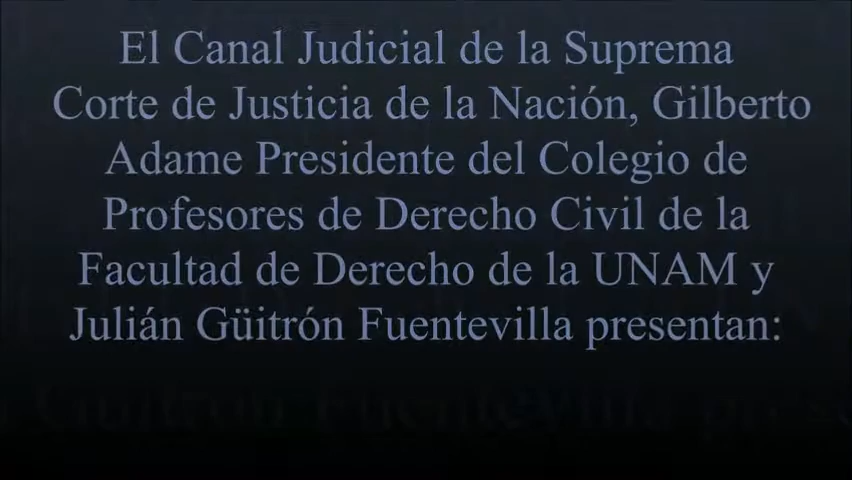 El Canal Judicial de la Suprema
Corte de Justicia de la Nación, Gilberto
Adame Presidente del Colegio de
Profesores de Derecho Civil de la
Facultad de Derecho de la UNAM y
Julián Güitrón Fuentevilla presentan: